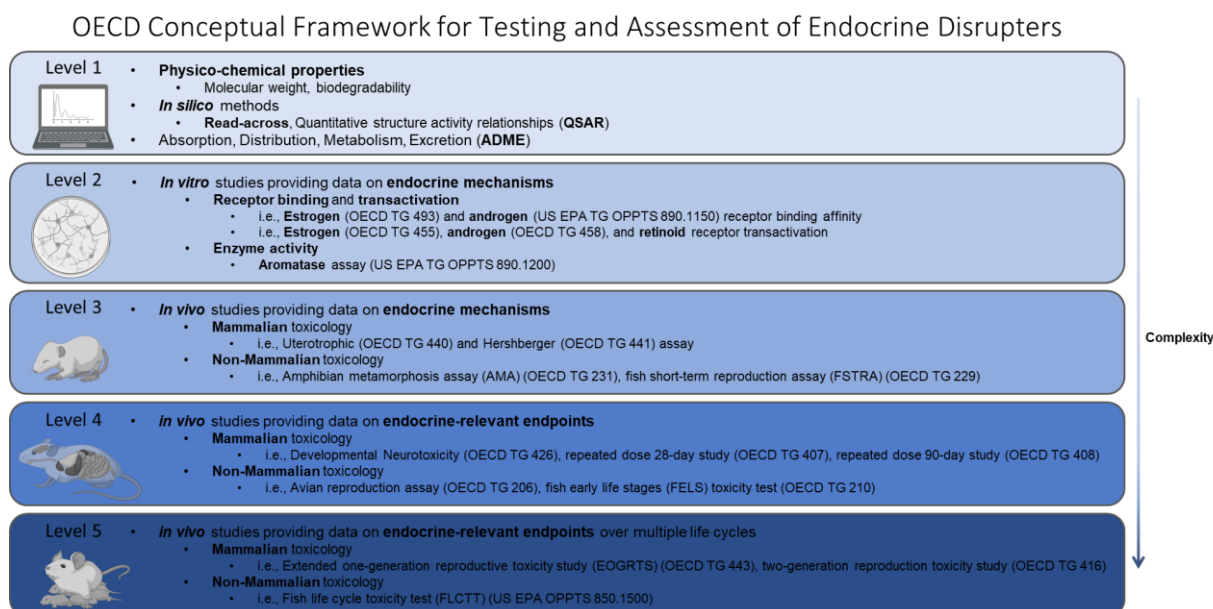 OECD Conceptual Framework for Testing and Assessment of Endocrine Disrupters
Level 1
• Physico-chemical properties
• Molecular weight, biodegradability
• In silico methods
• Read-across, Quantitative structure activity relationships (QSAR)
• Absorption, Distribution, Metabolism, Excretion (ADME)
Level 2
• In vitro studies providing data on endocrine mechanisms
• Receptor binding and transactivation
• i.e., Estrogen (OECD TG 493) and androgen (US EPA TG OPPTS 890.1150) receptor binding affinity
• i.e., Estrogen (OECD TG 455), androgen (OECD TG 458), and retinoid receptor transactivation
• Enzyme activity
• Aromatase assay (US EPA TG OPPTS 890.1200)
Level 3
• In vivo studies providing data on endocrine mechanisms
• Mammalian toxicology
• i.e., Uterotrophic (OECD TG 440) and Hershberger (OECD TG 441) assay
• Non-Mammalian toxicology
• i.e., Amphibian metamorphosis assay (AMA) (OECD TG 231), fish short-term reproduction assay (FSTRA) (OECD TG 229)
Level 4
• in vivo studies providing data on endocrine-relevant endpoints
• Mammalian toxicology
• i.e., Developmental Neurotoxicity (OECD TG 426), repeated dose 28-day study (OECD TG 407), repeated dose 90-day study (OECD TG 408)
• Non-Mammalian toxicology
• i.e., Avian reproduction assay (OECD TG 206), fish early life stages (FELS) toxicity test (OECD TG 210)
Level 5
• in vivo studies providing data on endocrine-relevant endpoints over multiple life cycles
• Mammalian toxicology
• i.e., Extended one-generation reproductive toxicity study (EOGRTS) (OECD TG 443), two-generation reproduction toxicity study (OECD TG 416)
• Non-Mammalian toxicology
• i.e., Fish life cycle toxicity test (FLCTT) (US EPA OPPTS 850.1500)
Complexity